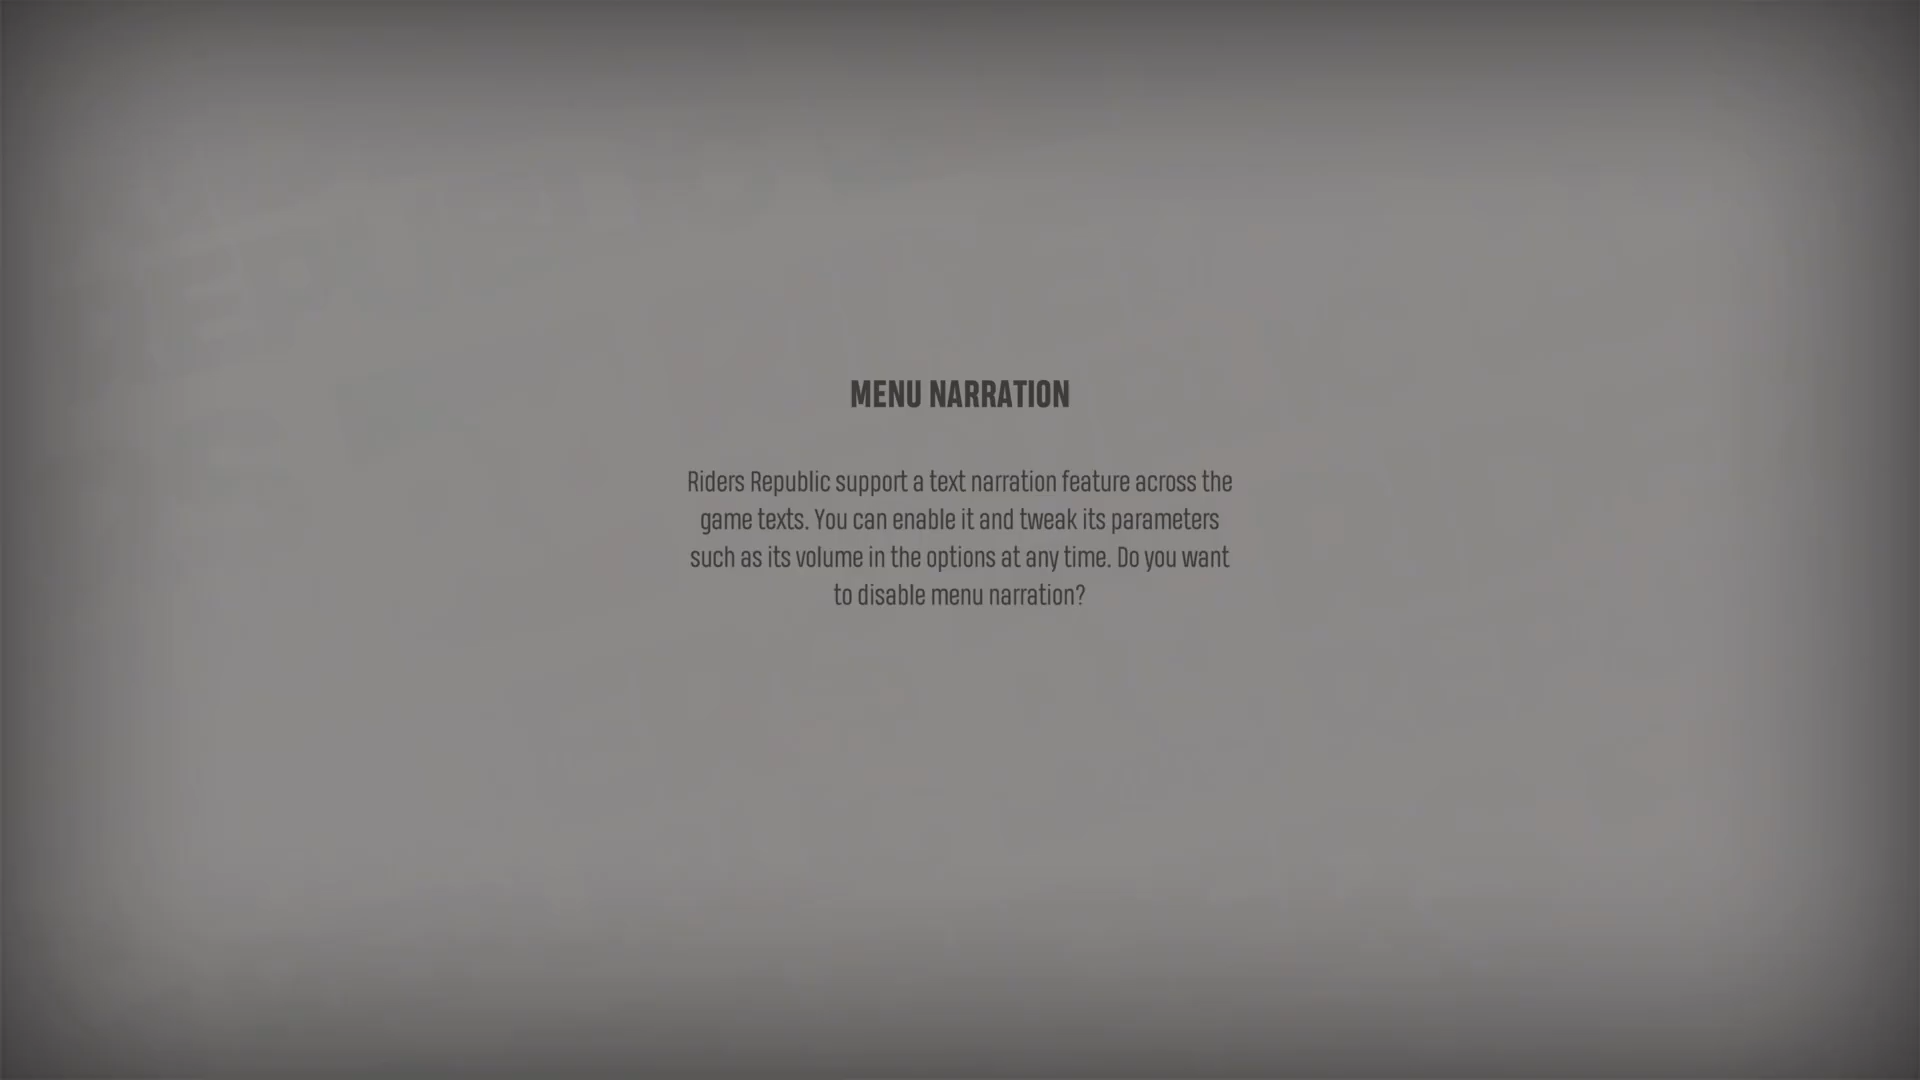 MENU NARRATION
Riders Republic support a text narration feature across the
game texts. You can enable it and tweak its parameters
such as its volume in the options at any time. Do you want
to disable menu narration?